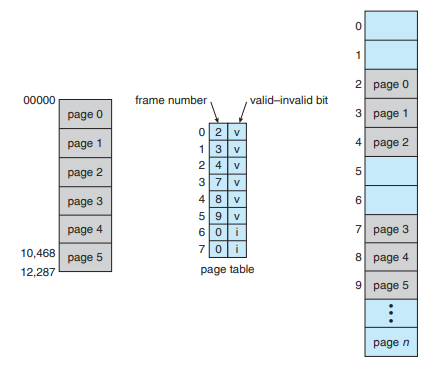 00000
page 0
page 1
page 2
page 3
page 4
page 5
10,468
12,287
frame number
valid–invalid bit
0 2 v
1 3 v
2 4 v
3 7 v
4 8 v
5 9 v
6 0 i
7 0 i
page table
0
1
2 page 0
3 page 1
4 page 2
5
6
7 page 3
8 page 4
9 page 5
page n